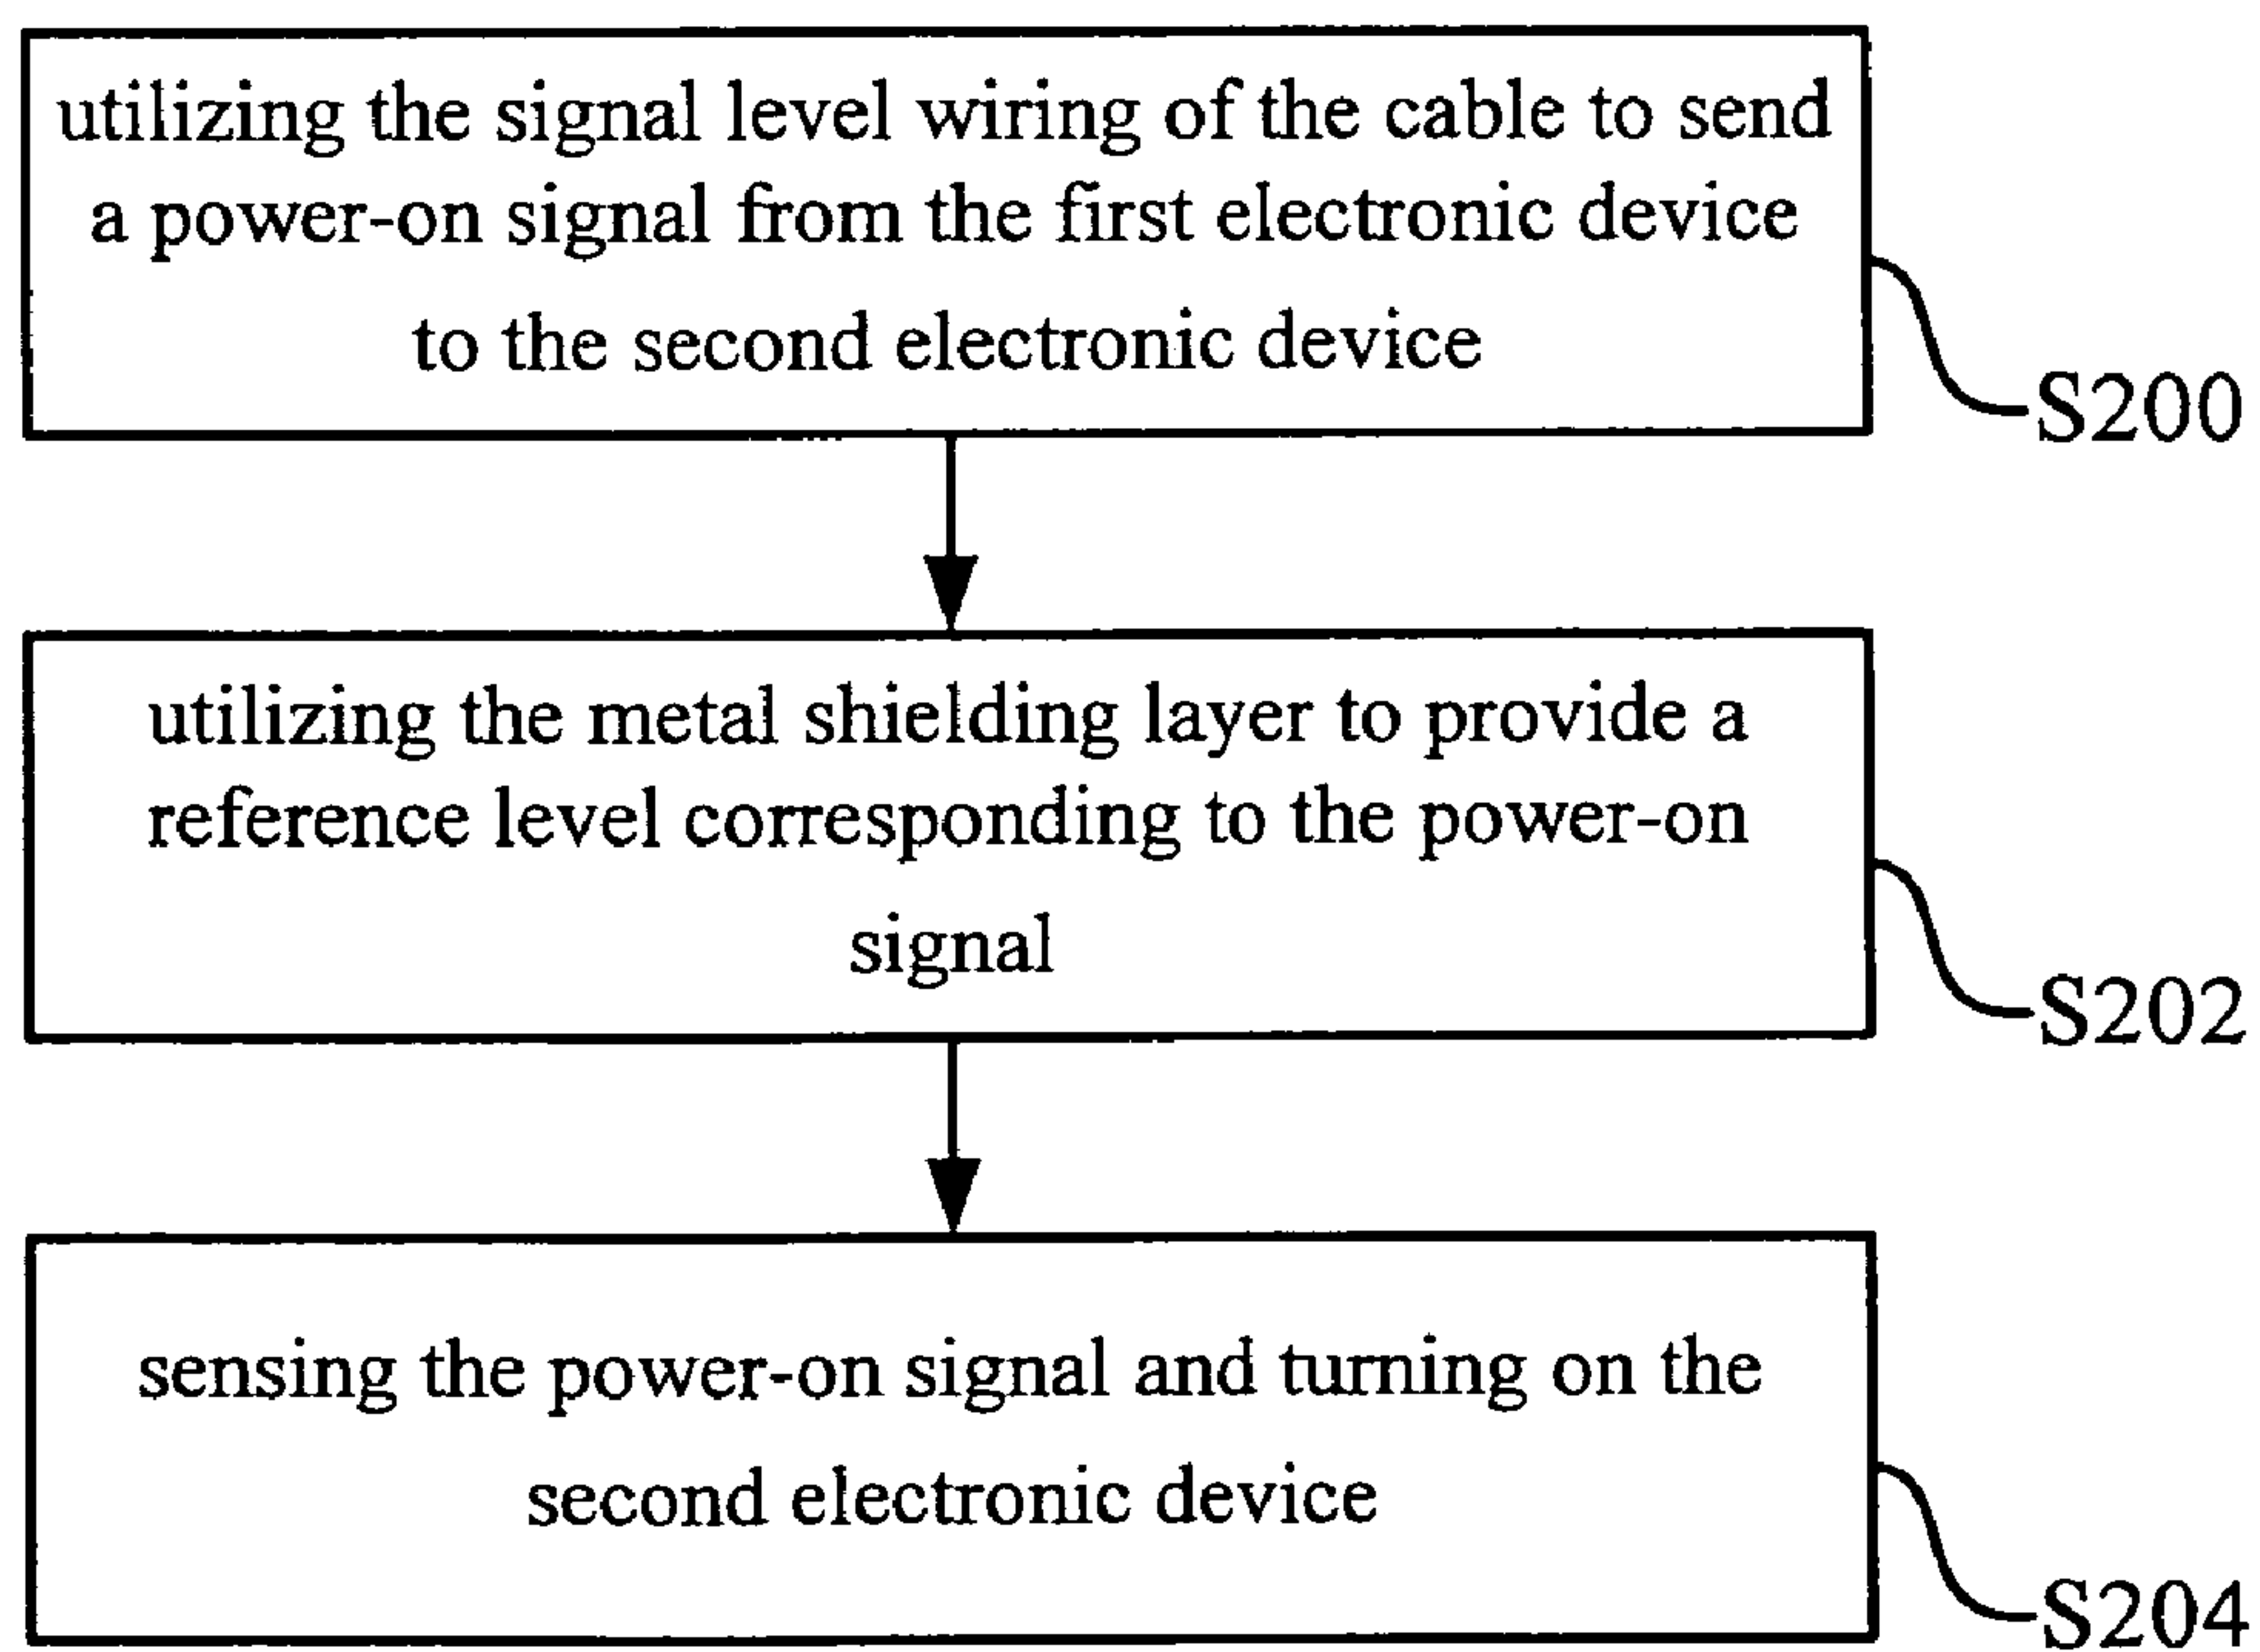 utilizing the signal level wiring of the cable to send
a power-on signal from the first electronic device
to the second electronic device
S200
utilizing the metal shielding layer to provide a
reference level corresponding to the power-on
signal
S202
sensing the power-on signal and turning on the
second electronic device
S204